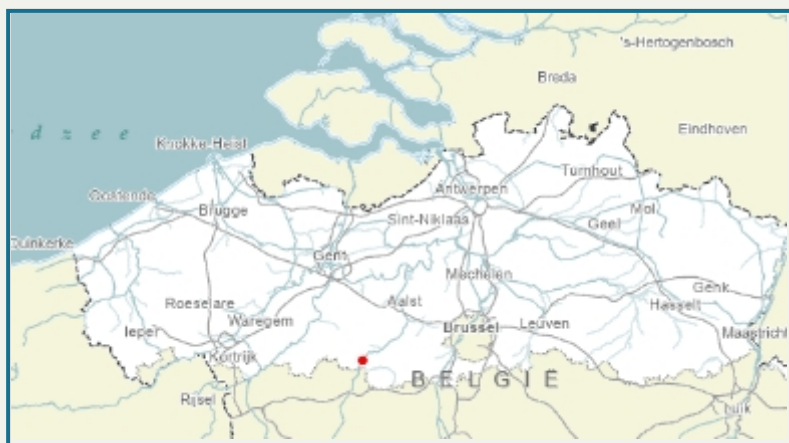 's-Hertogenbosch
Breda
d z e e
Eindhoven
Knokke-Heist
Turnhout
Antwerpen
Oostende
Brugge
Mol
Sint-Niklaas
Geel
Duinkerke
Gent
Mechelen
Genk
Roeselare
Aalst
Hasselt
Waregem
Brussel
Leuven
Ieper
Maastricht
Kortrijk
BELGIË
Rijsel
Luik